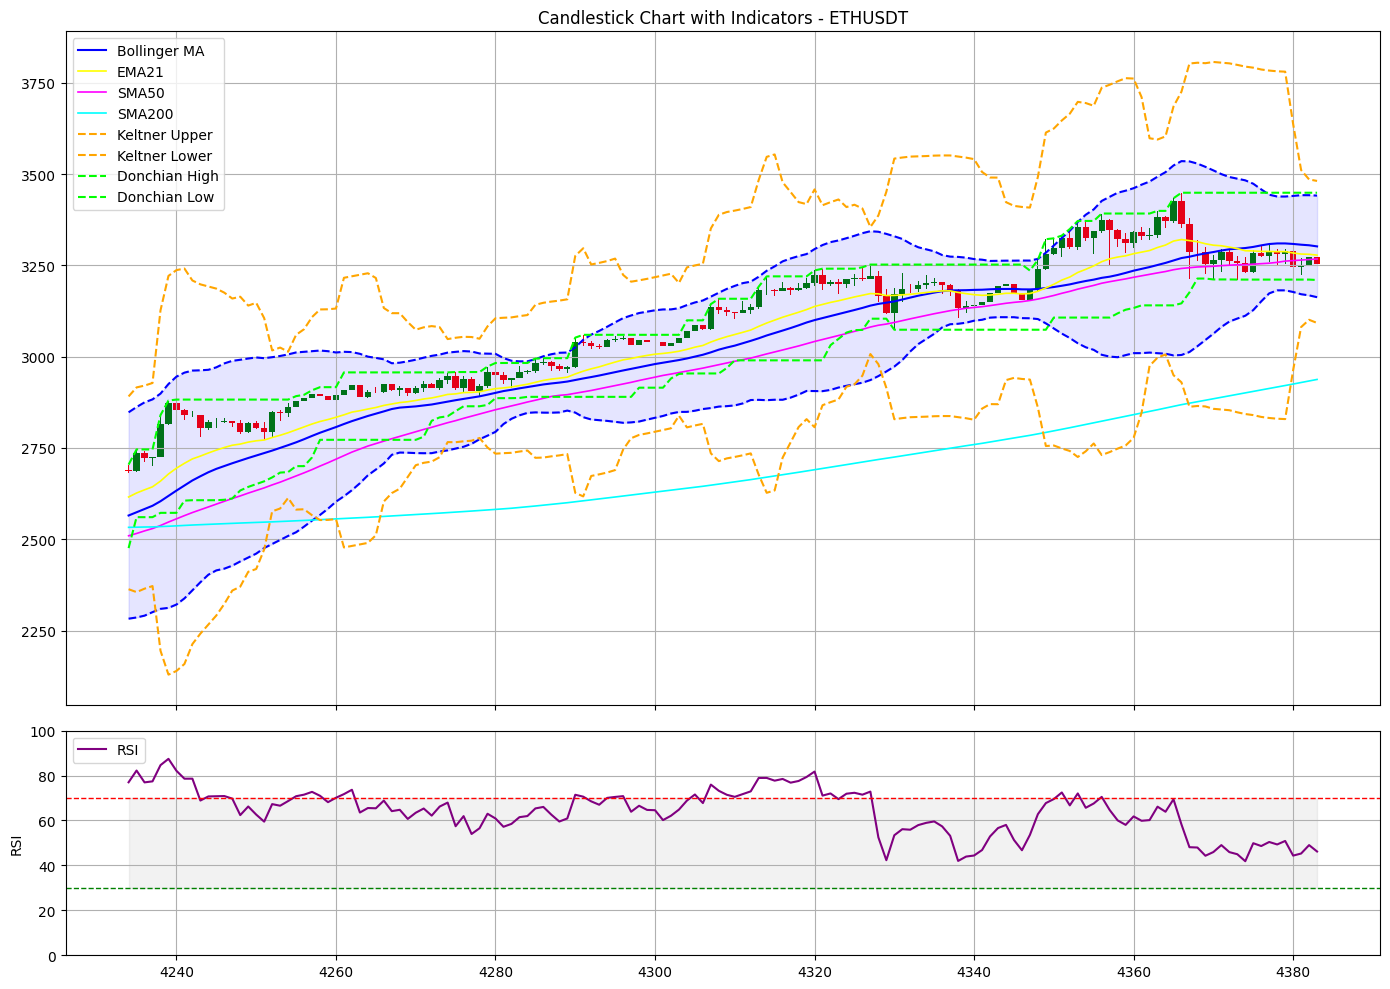 Candlestick Chart with Indicators - ETHUSDT
Bollinger MA
EMA21
SMA50
SMA200
Keltner Upper
Keltner Lower
Donchian High
Donchian Low
3750
3500
3250
3000
2750
2500
2250
RSI
100
80
60
40
20
0
RSI
4240 4260 4280 4300 4320 4340 4360 4380